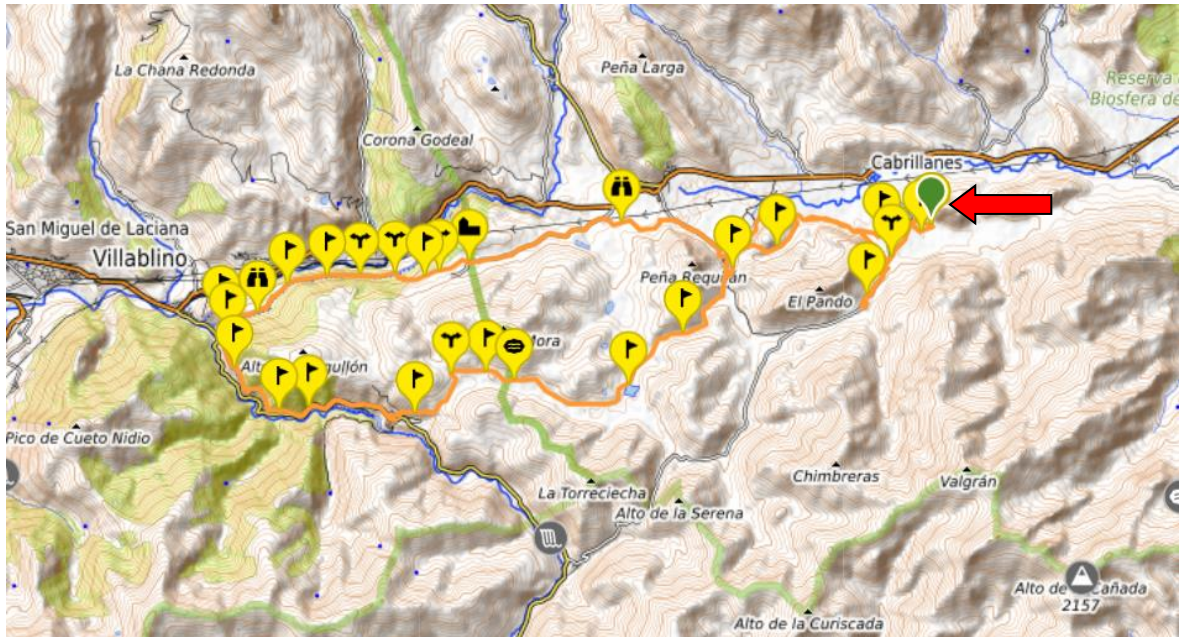 La Chana Redonda
Peña Larga
Reserva
Biosfera de
Corona Godeal
Cabrillanes
San Miguel de Laciana
Villablino
Peña
El Pando
Mora
Alto
Pico de Cueto Nidio
La Torreciecha
Chimbreras
Valgrán
Alto de la Serena
Alto de
Cañada
2157
Alto de la Curiscada